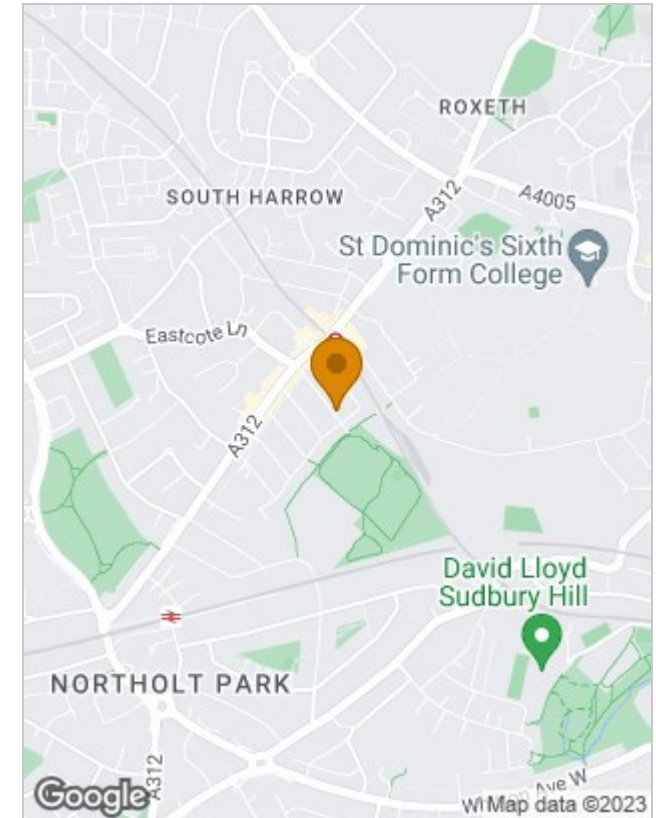 ROXETH
A312
A4005
SOUTH HARROW
St Dominic's Sixth
Form College
Eastcote Ln
A312
David Lloyd
Sudbury Hill
NORTHOLT PARK
A312
Ave W
Google
Map data ©2023